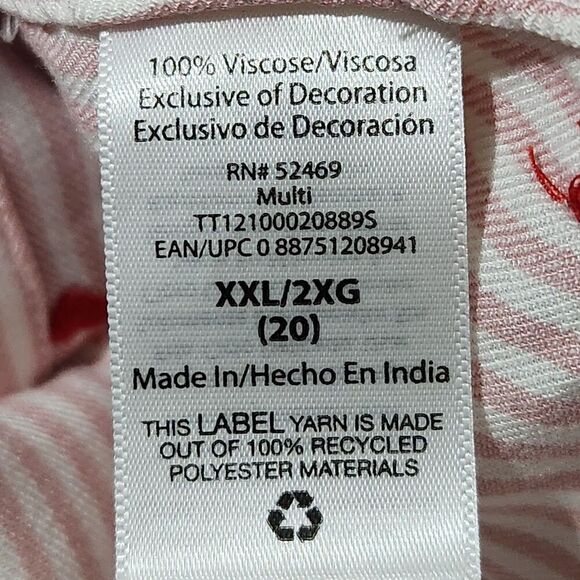 100% Viscose/Viscosa
Exclusive of Decoration
Exclusivo de Decoración
RN# 52469
Multi
TT12100020889S
EAN/UPC 0 88751208941
XXL/2XG
(20)
Made In/Hecho En India
THIS LABEL YARN IS MADE
OUT OF 100% RECYCLED
POLYESTER MATERIALS